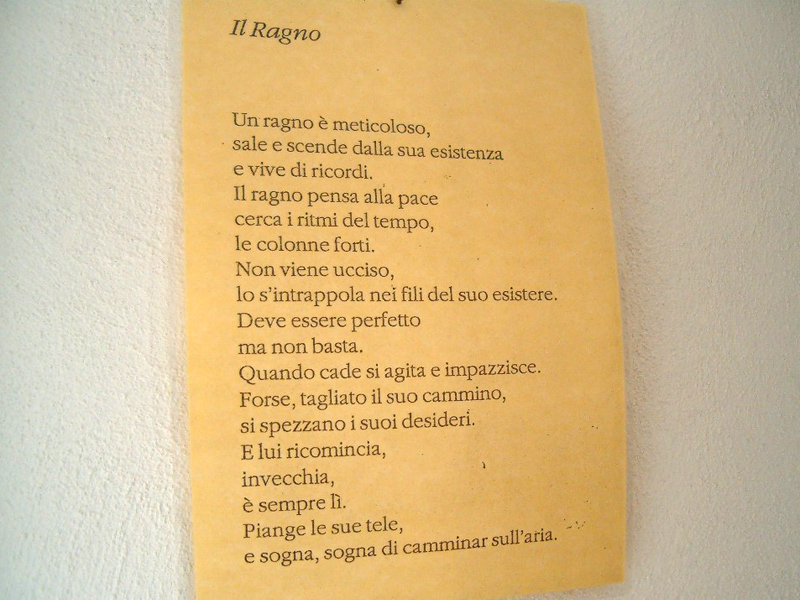 Il Ragno
Un ragno è meticoloso,
sale e scende dalla sua esistenza
e vive di ricordi.
Il ragno pensa alla pace
cerca i ritmi del tempo,
le colonne forti.
Non viene ucciso,
lo s'intrappola nei fili del suo esistere.
Deve essere perfetto
ma non basta.
Quando cade si agita e impazzisce.
Forse, tagliato il suo cammino,
si spezzano i suoi desideri.
E lui ricomincia,
invecchia,
è sempre lì.
Piange le sue tele,
e sogna, sogna di camminar sull'aria.